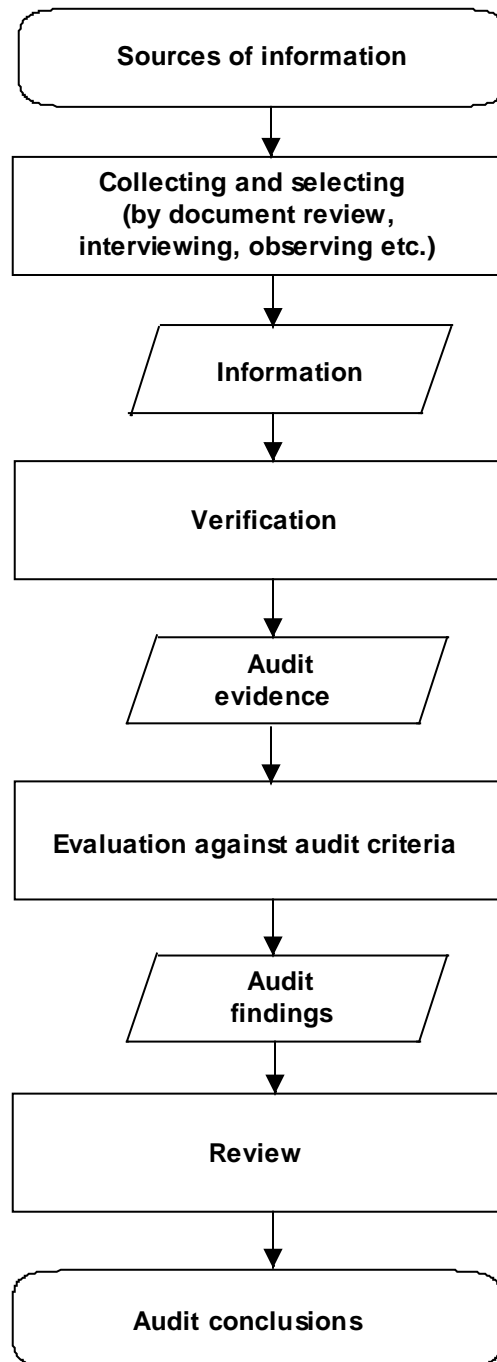 Sources of information
Collecting and selecting
(by document review,
interviewing, observing etc.)
Information
Verification
Audit
evidence
Evaluation against audit criteria
Audit
findings
Review
Audit conclusions